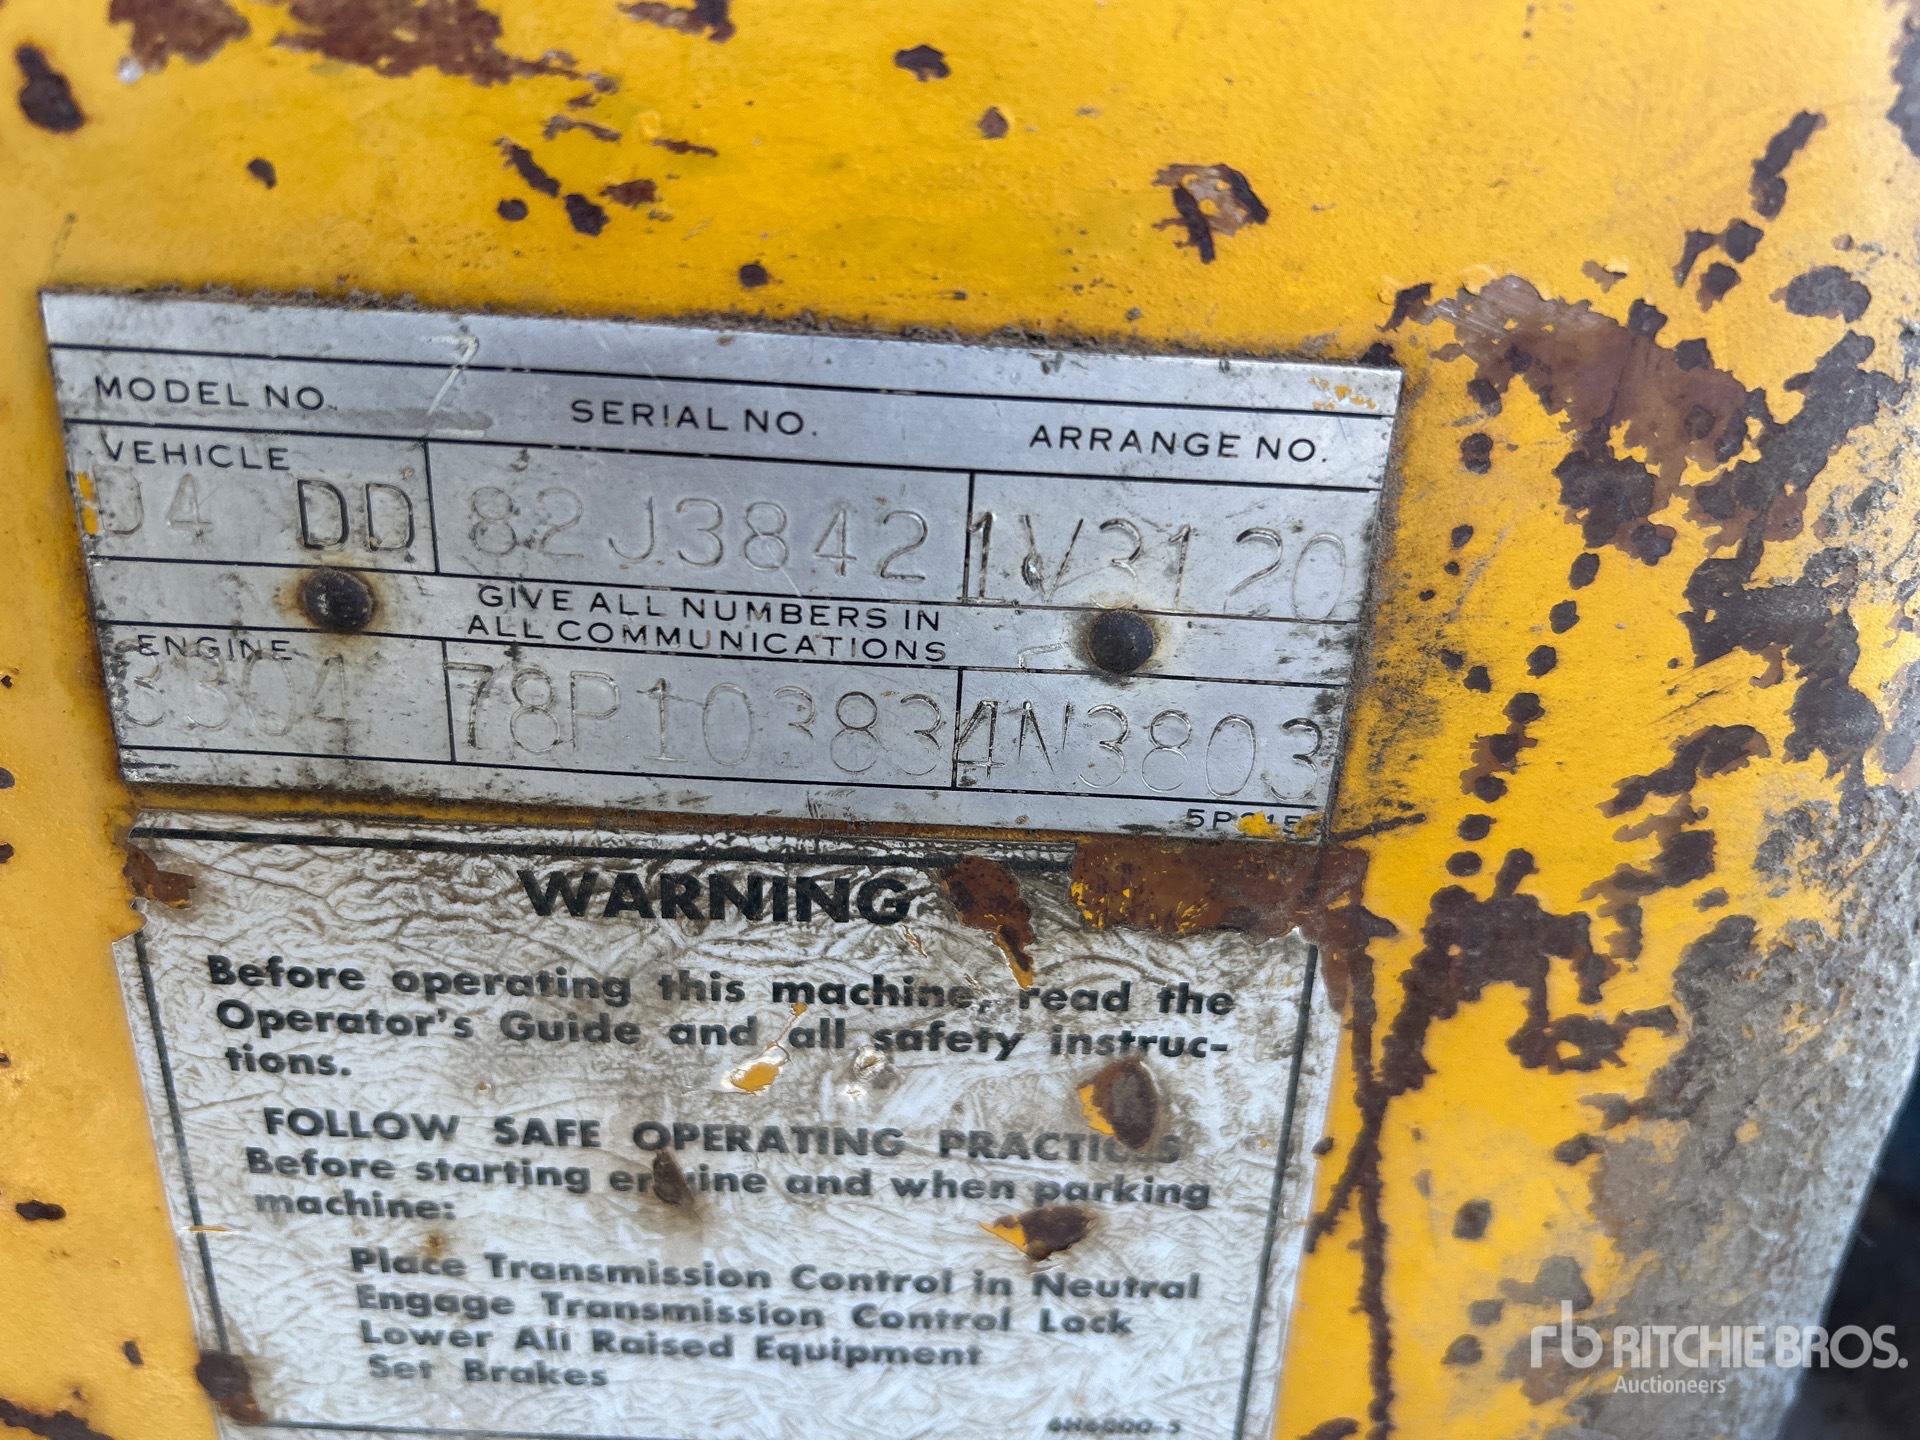 MODEL NO. SERIAL NO. ARRANGE NO.
VEHICLE
D4 DD 82J3842 1V3120
GIVE ALL NUMBERS IN
ALL COMMUNICATIONS
ENGINE
3304 78P10383 4N3803
WARNING
Before operating this machine, read the
Operator's Guide and all safety instruc-
tions.
FOLLOW SAFE OPERATING PRACTICES
Before starting engine and when parking
machine:
Place Transmission Control in Neutral
Engage Transmission Control Lock
Lower All Raised Equipment
Set Brakes
6H6000-5
rb RITCHIE BROS.
Auctioneers